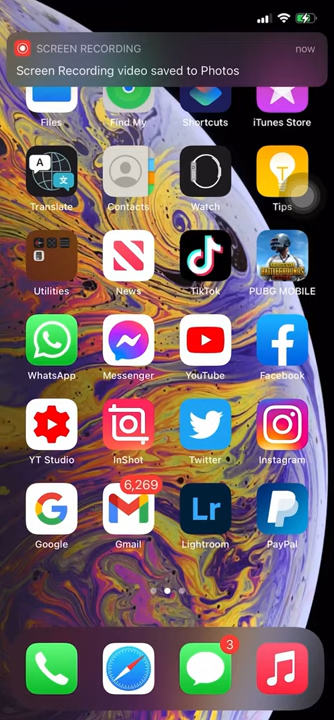 SCREEN RECORDING now
Screen Recording video saved to Photos
Files Find My Shortcuts iTunes Store
A 文
Translate Contacts Watch Tips
Utilities News TikTok PUBG MOBILE
WhatsApp Messenger YouTube Facebook
YT Studio InShot Twitter Instagram
6,269
G Lr
Google Gmail Lightroom PayPal
3